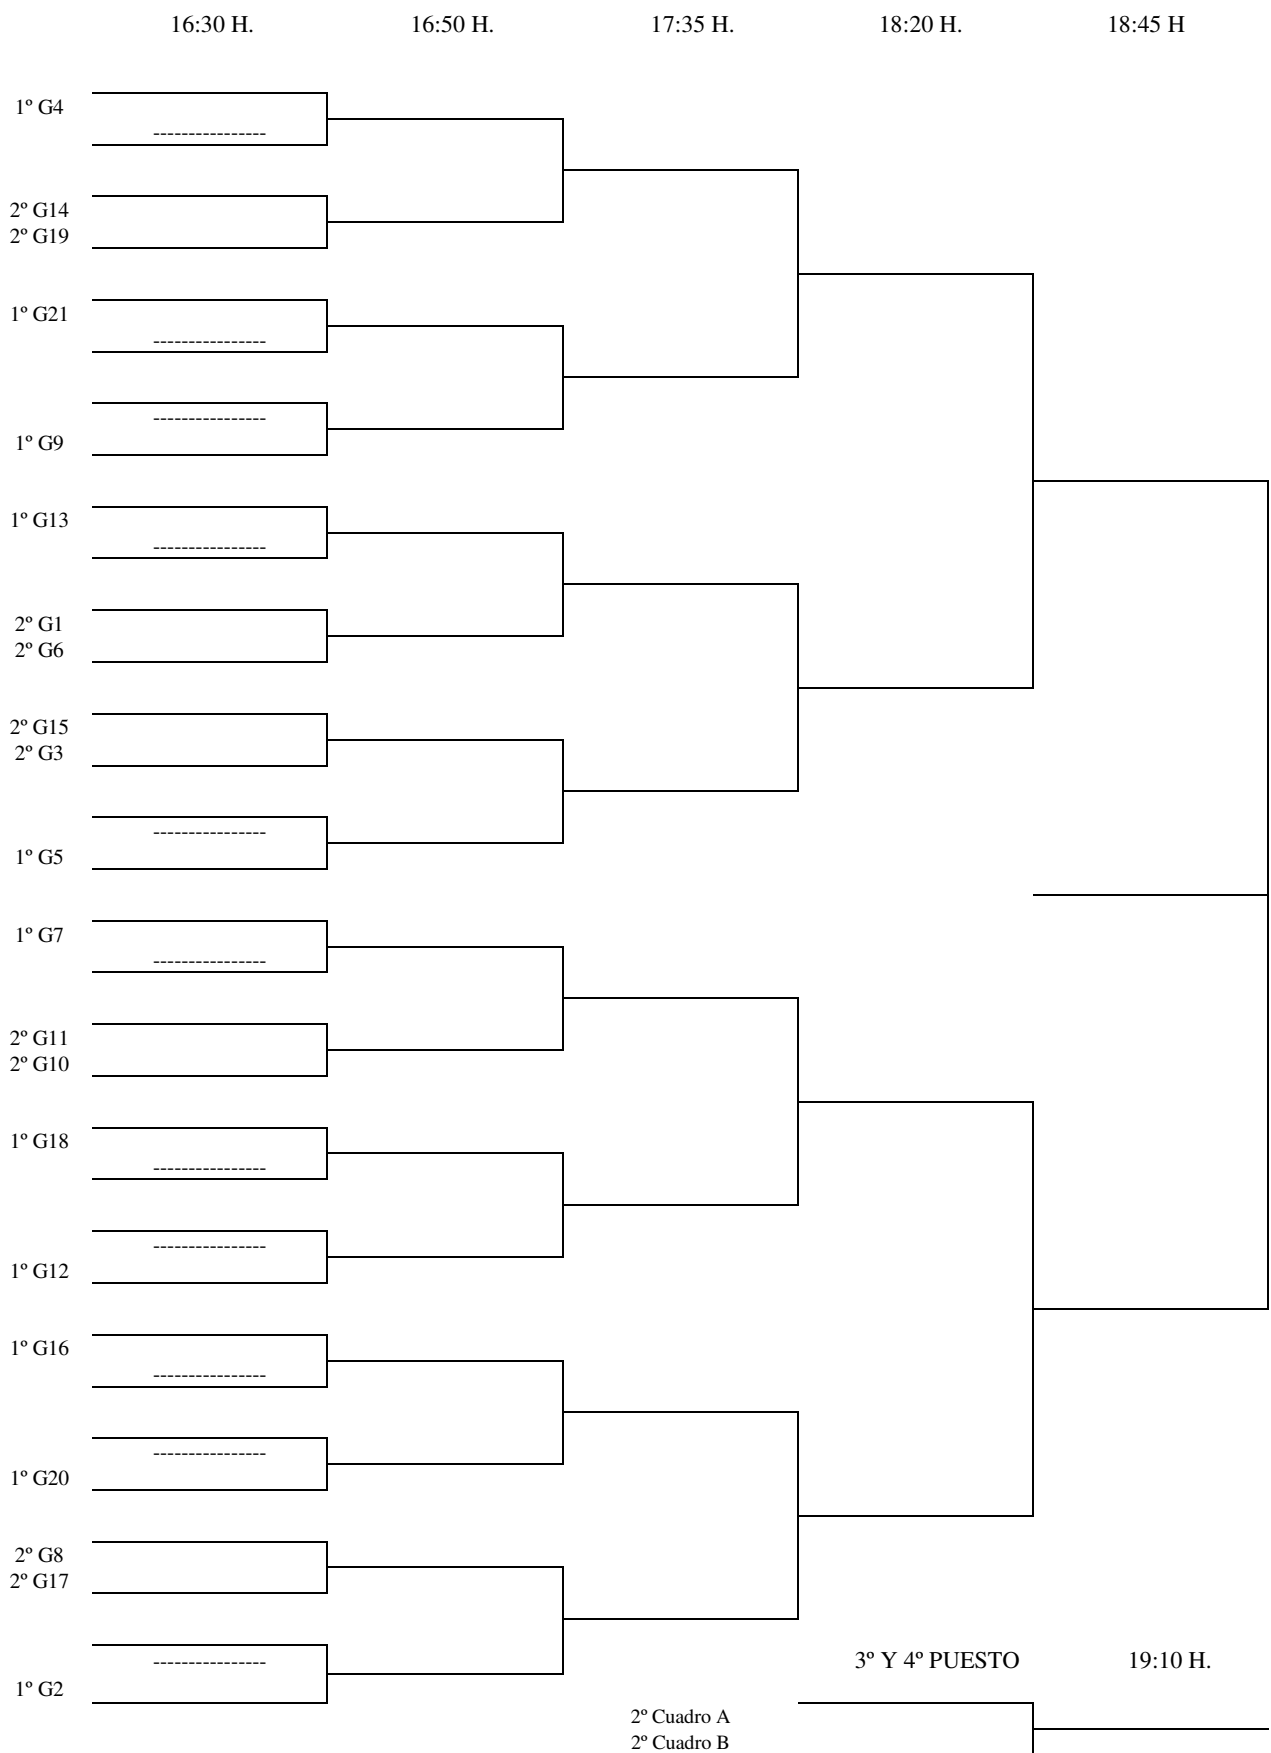 16:30 H. 16:50 H. 17:35 H. 18:20 H. 18:45 H
1º G4
----------------
2º G14
2º G19
1º G21
----------------
----------------
1º G9
1º G13
----------------
2º G1
2º G6
2º G15
2º G3
----------------
1º G5
1º G7
----------------
2º G11
2º G10
1º G18
----------------
----------------
1º G12
1º G16
----------------
----------------
1º G20
2º G8
2º G17
----------------
3º Y 4º PUESTO 19:10 H.
1º G2
2º Cuadro A
2º Cuadro B